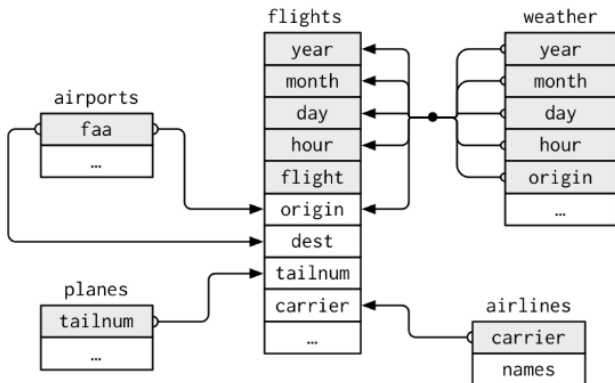 flights
year
month
day
hour
flight
origin
dest
tailnum
carrier
…
weather
year
month
day
hour
origin
…
airports
faa
…
planes
tailnum
…
airlines
carrier
names